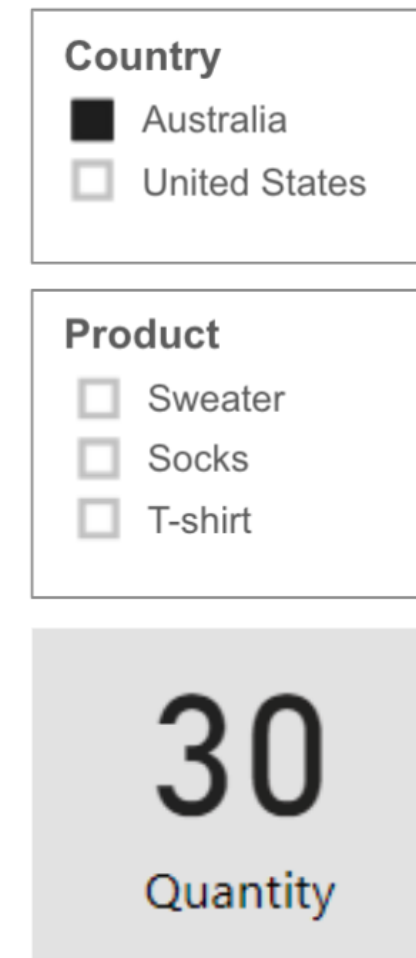 Country
Australia
United States
Product
Sweater
Socks
T-shirt
30
Quantity